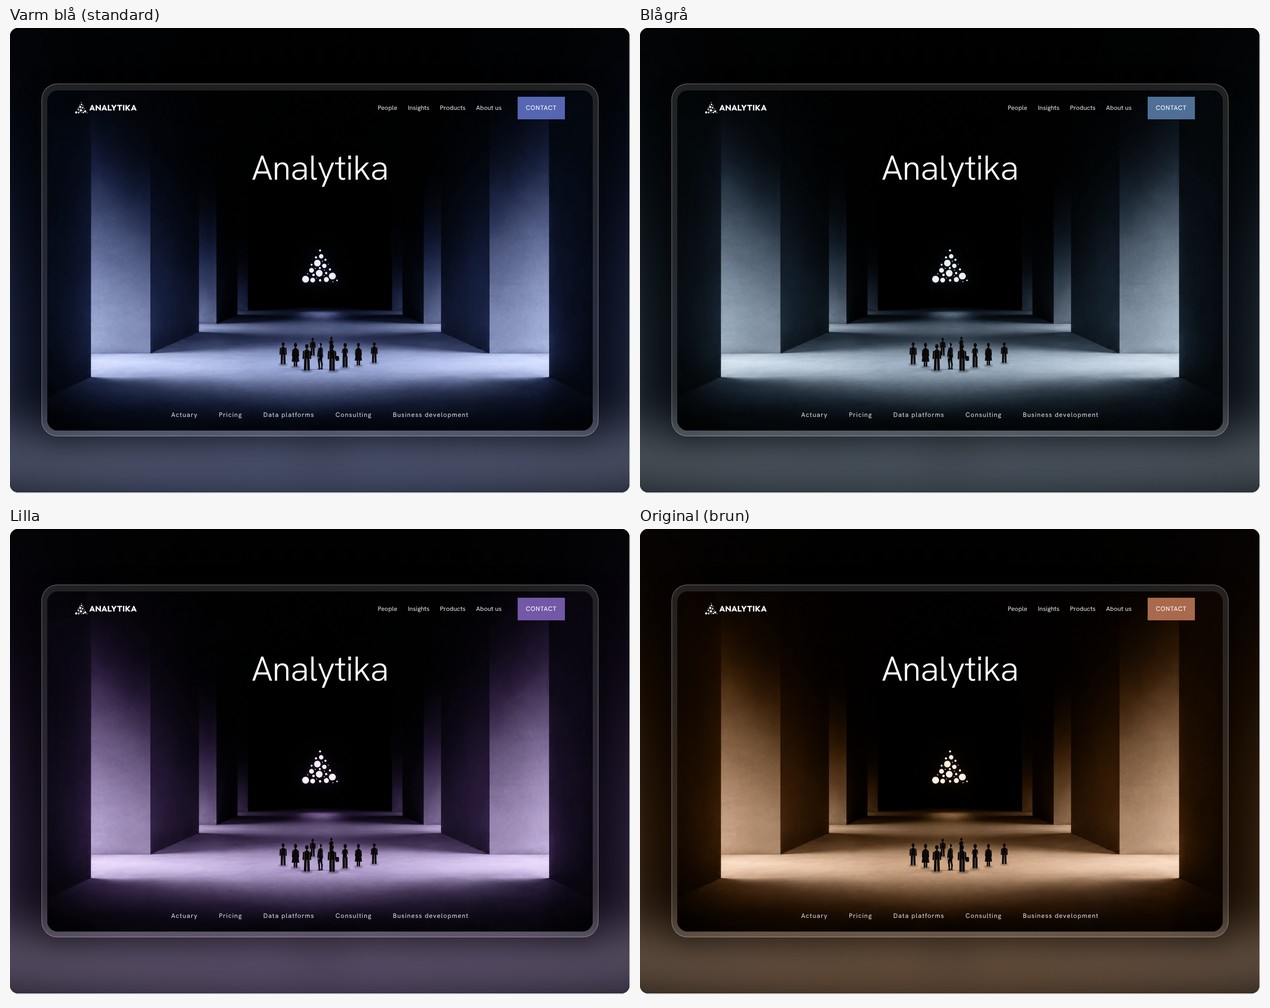 Varm blå (standard)
Blågrå
ANALYTIKA
People Insights Products About us CONTACT
Analytika
Actuary Pricing Data platforms Consulting Business development
ANALYTIKA
People Insights Products About us CONTACT
Analytika
Actuary Pricing Data platforms Consulting Business development
Lilla
Original (brun)
ANALYTIKA
People Insights Products About us CONTACT
Analytika
Actuary Pricing Data platforms Consulting Business development
ANALYTIKA
People Insights Products About us CONTACT
Analytika
Actuary Pricing Data platforms Consulting Business development